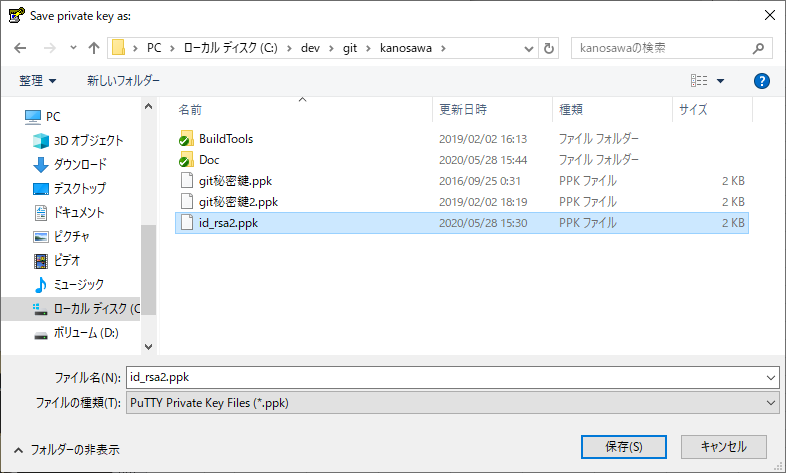 Save private key as:
PC > ローカル ディスク (C:) > dev > git > kanosawa >
kanosawaの検索
整理 新しいフォルダー
名前 更新日時 種類 サイズ
PC
3D オブジェクト
ダウンロード
デスクトップ
ドキュメント
ピクチャ
ビデオ
ミュージック
ローカル ディスク (C
ボリューム (D:)
BuildTools 2019/02/02 16:13 ファイル フォルダー
Doc 2020/05/28 15:44 ファイル フォルダー
git秘密鍵.ppk 2016/09/25 0:31 PPK ファイル 2 KB
git秘密鍵2.ppk 2019/02/02 18:19 PPK ファイル 2 KB
id_rsa2.ppk 2020/05/28 15:30 PPK ファイル 2 KB
ファイル名(N): id_rsa2.ppk
ファイルの種類(T): PuTTY Private Key Files (*.ppk)
フォルダーの非表示 保存(S) キャンセル